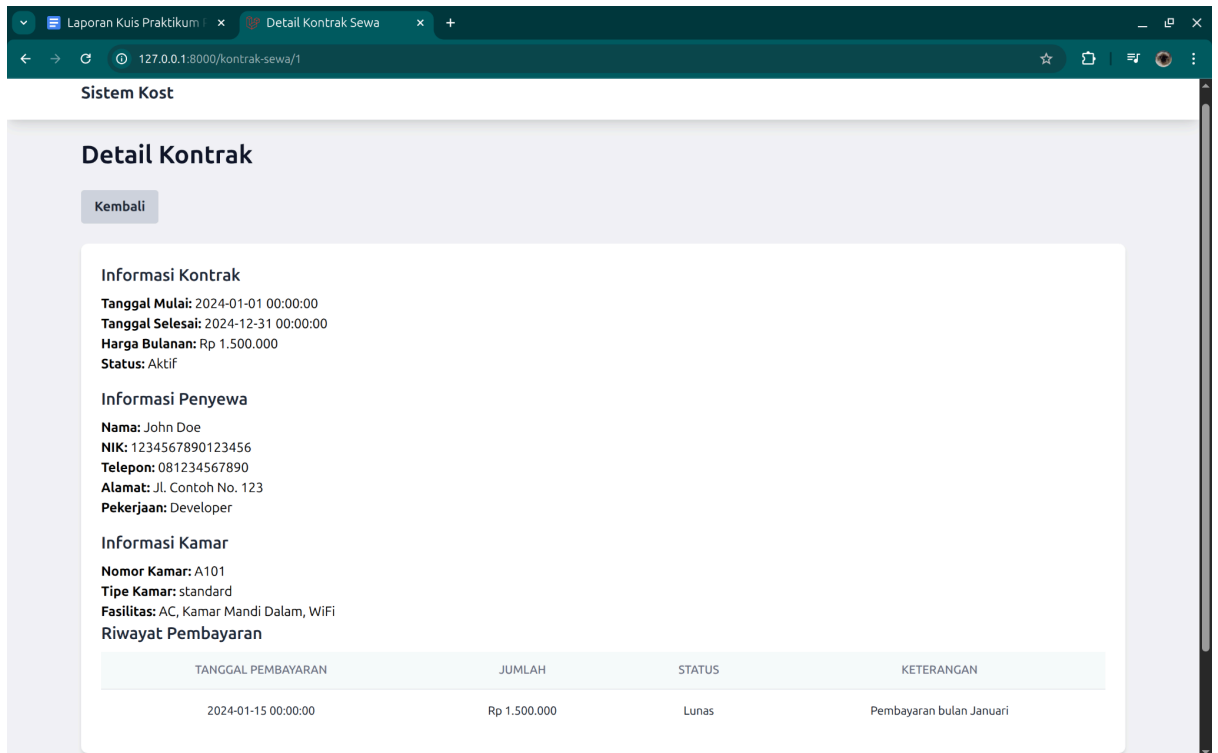 Laporan Kuis Praktikum
Detail Kontrak Sewa
127.0.0.1:8000/kontrak-sewa/1
Sistem Kost
Detail Kontrak
Kembali
Informasi Kontrak
Tanggal Mulai: 2024-01-01 00:00:00
Tanggal Selesai: 2024-12-31 00:00:00
Harga Bulanan: Rp 1.500.000
Status: Aktif
Informasi Penyewa
Nama: John Doe
NIK: 1234567890123456
Telepon: 081234567890
Alamat: Jl. Contoh No. 123
Pekerjaan: Developer
Informasi Kamar
Nomor Kamar: A101
Tipe Kamar: standard
Fasilitas: AC, Kamar Mandi Dalam, WiFi
Riwayat Pembayaran
TANGGAL PEMBAYARAN JUMLAH STATUS KETERANGAN
2024-01-15 00:00:00 Rp 1.500.000 Lunas Pembayaran bulan Januari